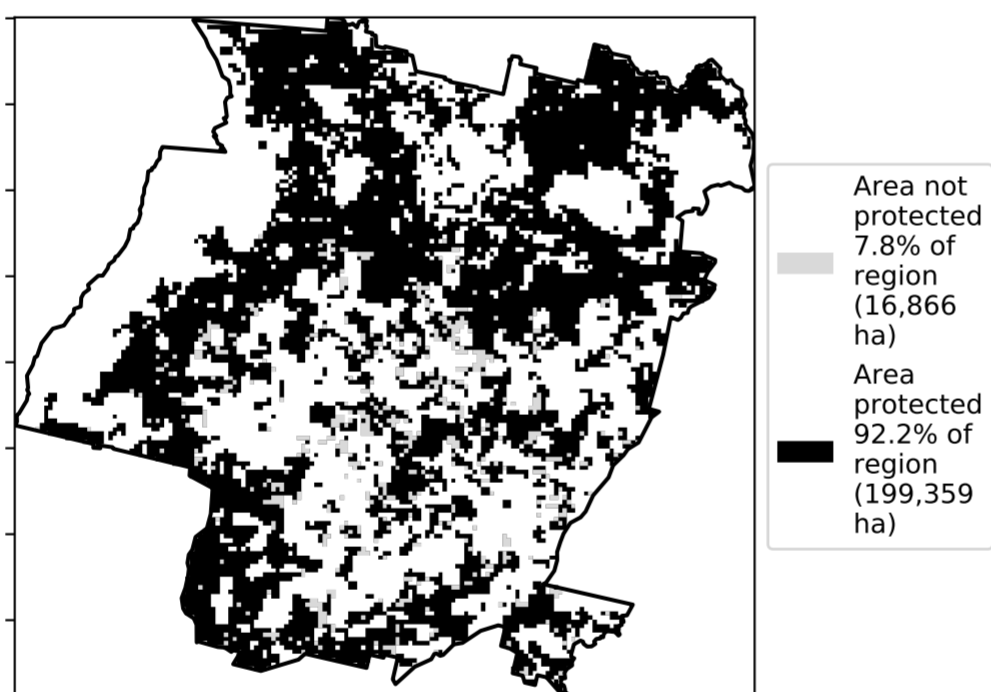 Area not
protected
7.8% of
region
(16,866
ha)
Area
protected
92.2% of
region
(199,359
ha)